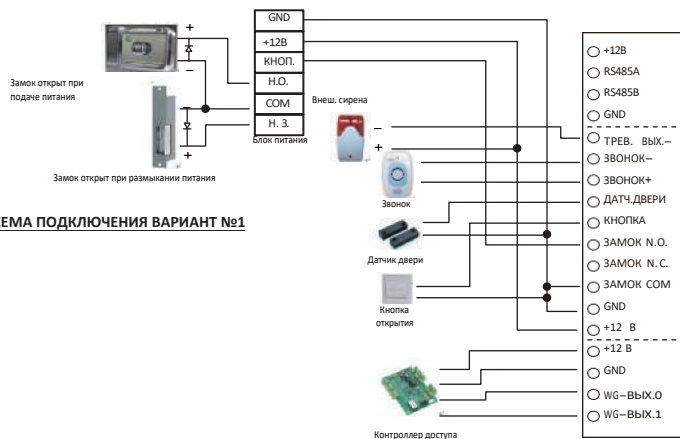 GND
+12В
КНОП.
Н.О.
COM
Н. З.
Блок питания
+
–
–
+
Замок открыт при
подаче питания
Замок открыт при размыкании питания
ЕМА ПОДКЛЮЧЕНИЯ ВАРИАНТ №1
Внеш. сирена
–
+
Звонок
Датчик двери
Кнопка
открытия
Контроллер доступа
+12В
RS485A
RS485B
GND
ТРЕВ. ВЫХ.–
ЗВОНОК–
ЗВОНОК+
ДАТЧ.ДВЕРИ
КНОПКА
ЗАМОК N.O.
ЗАМОК N.C.
ЗАМОК COM
GND
+12 В
+12 В
GND
WG–ВЫХ.0
WG–ВЫХ.1